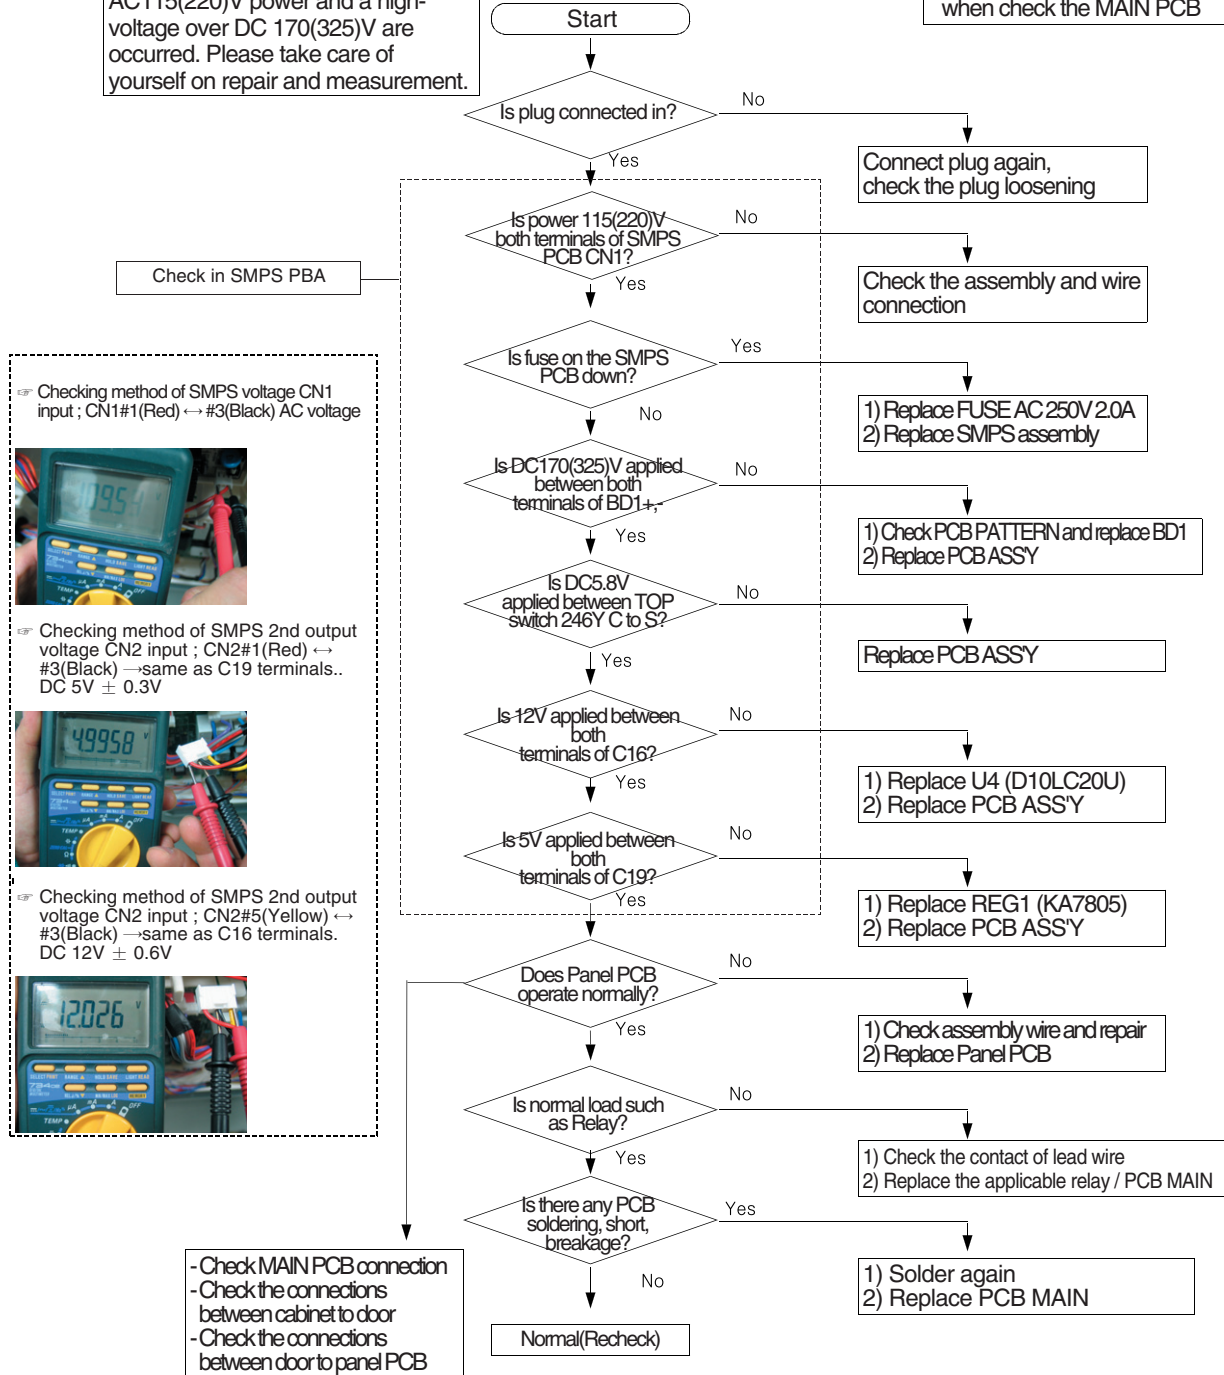 AC115(220)V power and a high-
voltage over DC 170(325)V are
occurred. Please take care of
yourself on repair and measurement.
Start
when check the MAIN PCB
Is plug connected in?
No
Yes
Connect plug again,
check the plug loosening
Is power 115(220)V
both terminals of SMPS
PCB CN1?
No
Yes
Check in SMPS PBA
Check the assembly and wire
connection
Is fuse on the SMPS
PCB down?
Yes
No
1) Replace FUSE AC 250V 2.0A
2) Replace SMPS assembly
☞ Checking method of SMPS voltage CN1
input ; CN1#1(Red) ↔ #3(Black) AC voltage
Is DC170(325)V applied
between both
terminals of BD1+,-
No
Yes
1) Check PCB PATTERN and replace BD1
2) Replace PCB ASS'Y
Is DC5.8V
applied between TOP
switch 246Y C to S?
No
Yes
Replace PCB ASS'Y
☞ Checking method of SMPS 2nd output
voltage CN2 input ; CN2#1(Red) ↔
#3(Black) →same as C19 terminals..
DC 5V ± 0.3V
4.9958 V
Is 12V applied between
both
terminals of C16?
No
Yes
1) Replace U4 (D10LC20U)
2) Replace PCB ASS'Y
Is 5V applied between
both
terminals of C19?
No
Yes
1) Replace REG1 (KA7805)
2) Replace PCB ASS'Y
☞ Checking method of SMPS 2nd output
voltage CN2 input ; CN2#5(Yellow) ↔
#3(Black) →same as C16 terminals.
DC 12V ± 0.6V
12.026 V
Does Panel PCB
operate normally?
No
Yes
1) Check assembly wire and repair
2) Replace Panel PCB
Is normal load such
as Relay?
No
Yes
1) Check the contact of lead wire
2) Replace the applicable relay / PCB MAIN
Is there any PCB
soldering, short,
breakage?
Yes
No
1) Solder again
2) Replace PCB MAIN
- Check MAIN PCB connection
- Check the connections
between cabinet to door
- Check the connections
between door to panel PCB
Normal(Recheck)